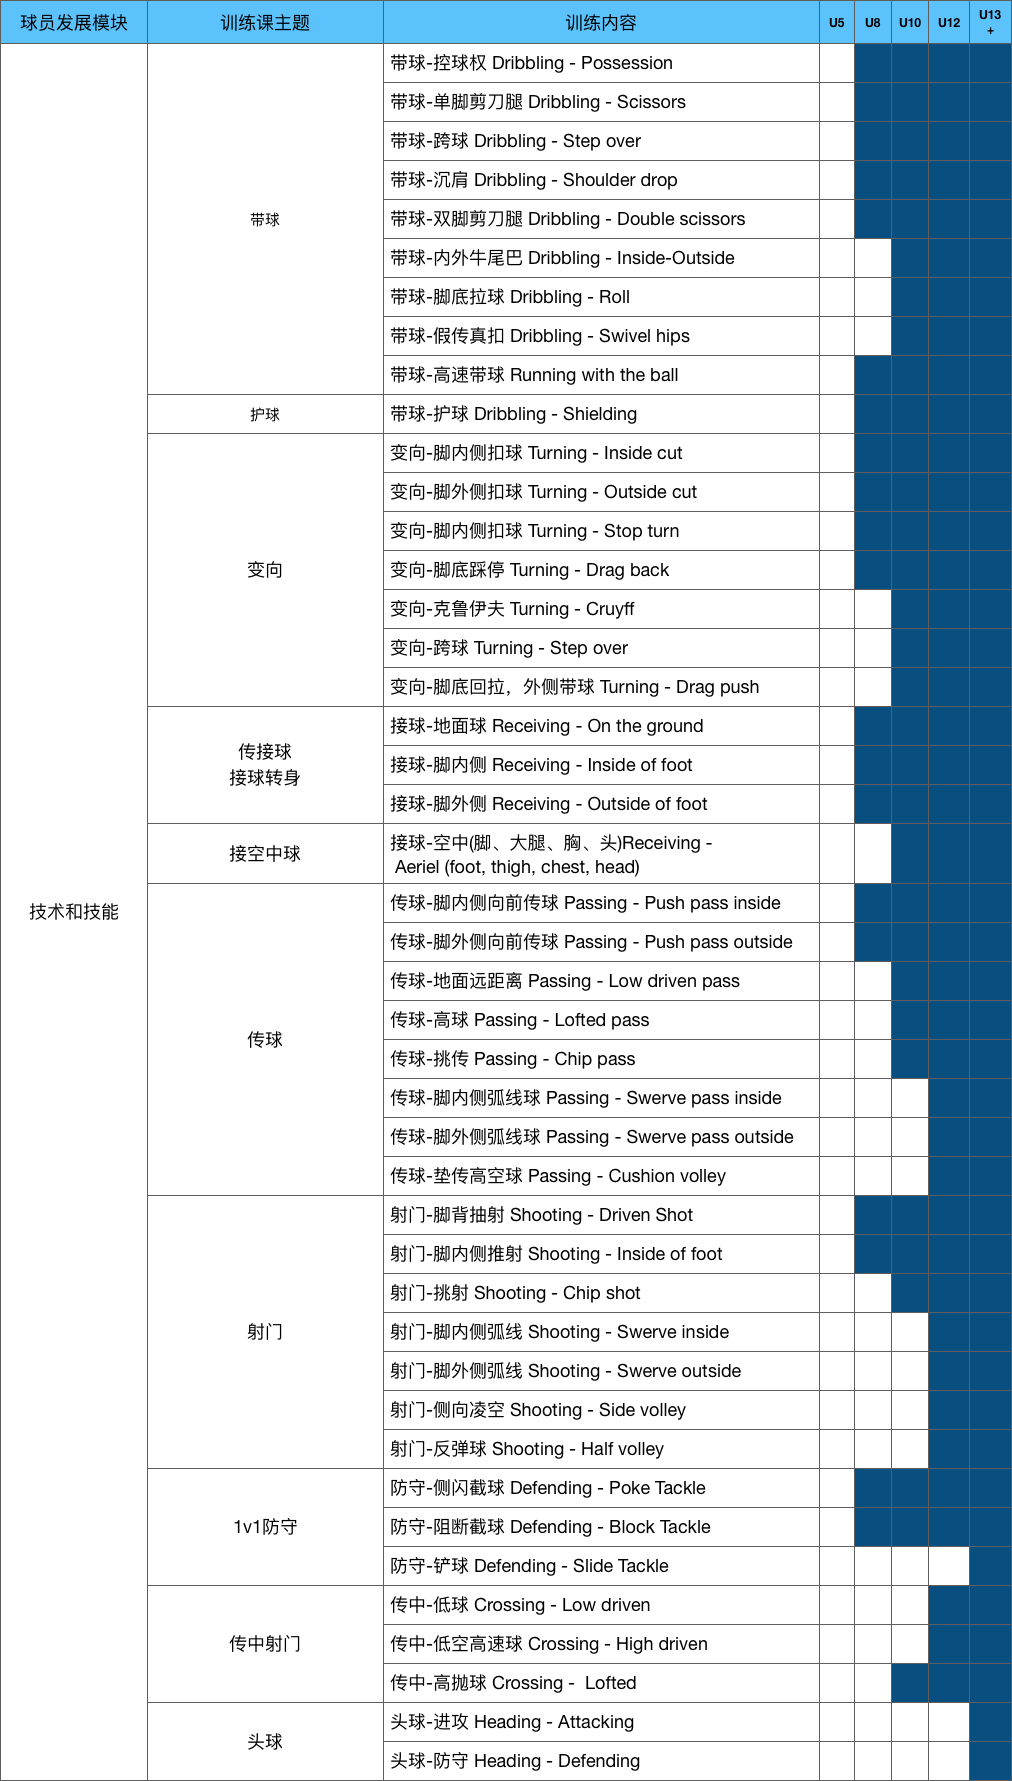 球员发展模块 训练课主题 训练内容 U5 U8 U10 U12 U13
+
带球-控球权 Dribbling - Possession
带球-单脚剪刀腿 Dribbling - Scissors
带球-跨球 Dribbling - Step over
带球-沉肩 Dribbling - Shoulder drop
带球 带球-双脚剪刀腿 Dribbling - Double scissors
带球-内外牛尾巴 Dribbling - Inside-Outside
带球-脚底拉球 Dribbling - Roll
带球-假传真扣 Dribbling - Swivel hips
带球-高速带球 Running with the ball
护球 带球-护球 Dribbling - Shielding
变向-脚内侧扣球 Turning - Inside cut
变向-脚外侧扣球 Turning - Outside cut
变向-脚内侧扣球 Turning - Stop turn
变向 变向-脚底踩停 Turning - Drag back
变向-克鲁伊夫 Turning - Cruyff
变向-跨球 Turning - Step over
变向-脚底回拉，外侧带球 Turning - Drag push
接球-地面球 Receiving - On the ground
传接球
接球转身
接球-脚内侧 Receiving - Inside of foot
接球-脚外侧 Receiving - Outside of foot
接空中球
接球-空中(脚、大腿、胸、头)Receiving -
Aeriel (foot, thigh, chest, head)
技术和技能
传球-脚内侧向前传球 Passing - Push pass inside
传球-脚外侧向前传球 Passing - Push pass outside
传球-地面远距离 Passing - Low driven pass
传球-高球 Passing - Lofted pass
传球
传球-挑传 Passing - Chip pass
传球-脚内侧弧线球 Passing - Swerve pass inside
传球-脚外侧弧线球 Passing - Swerve pass outside
传球-垫传高空球 Passing - Cushion volley
射门-脚背抽射 Shooting - Driven Shot
射门-脚内侧推射 Shooting - Inside of foot
射门-挑射 Shooting - Chip shot
射门 射门-脚内侧弧线 Shooting - Swerve inside
射门-脚外侧弧线 Shooting - Swerve outside
射门-侧向凌空 Shooting - Side volley
射门-反弹球 Shooting - Half volley
防守-侧闪截球 Defending - Poke Tackle
1v1防守 防守-阻断截球 Defending - Block Tackle
防守-铲球 Defending - Slide Tackle
传中-低球 Crossing - Low driven
传中射门 传中-低空高速球 Crossing - High driven
传中-高抛球 Crossing -  Lofted
头球-进攻 Heading - Attacking
头球
头球-防守 Heading - Defending